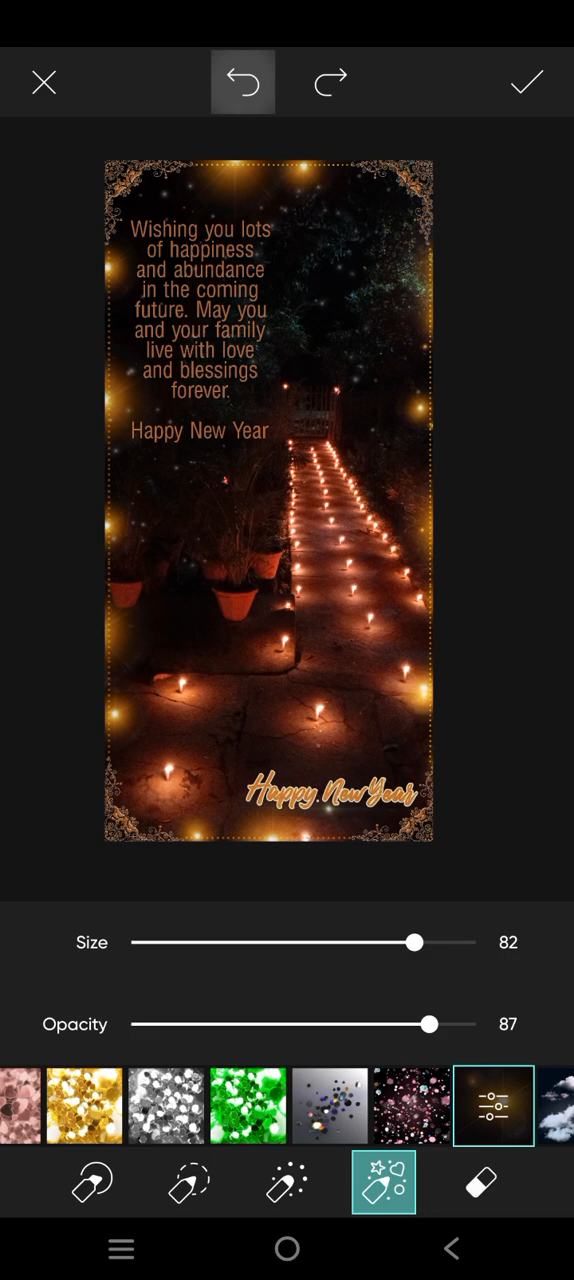 Wishing you lots
of happiness
and abundance
in the coming
future. May you
and your family
live with love
and blessings
forever.
Happy New Year
Happy New Year
Size 82
Opacity 87